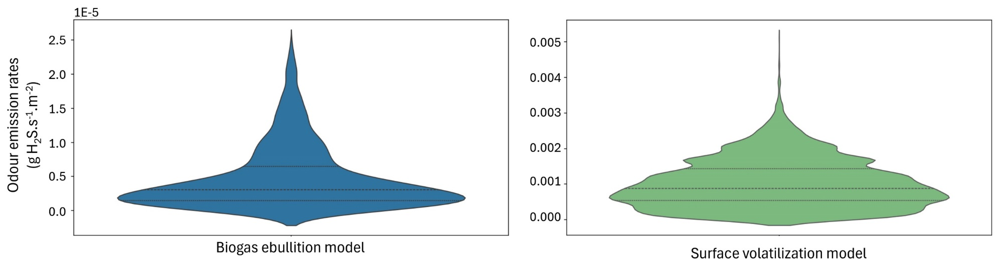 1E-5
Odour emission rates
(g H₂S.s⁻¹.m⁻²)
2.5
2.0
1.5
1.0
0.5
0.0
Biogas ebullition model
0.005
0.004
0.003
0.002
0.001
0.000
Surface volatilization model